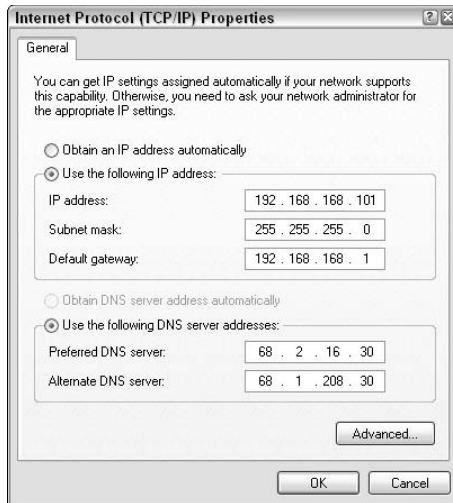 Internet Protocol (TCP/IP) Properties
General
You can get IP settings assigned automatically if your network supports
this capability. Otherwise, you need to ask your network administrator for
the appropriate IP settings.
Obtain an IP address automatically
Use the following IP address:
IP address: 192 . 168 . 168 . 101
Subnet mask: 255 . 255 . 255 . 0
Default gateway: 192 . 168 . 168 . 1
Obtain DNS server address automatically
Use the following DNS server addresses:
Preferred DNS server: 68 . 2 . 16 . 30
Alternate DNS server: 68 . 1 . 208 . 30
Advanced...
OK Cancel